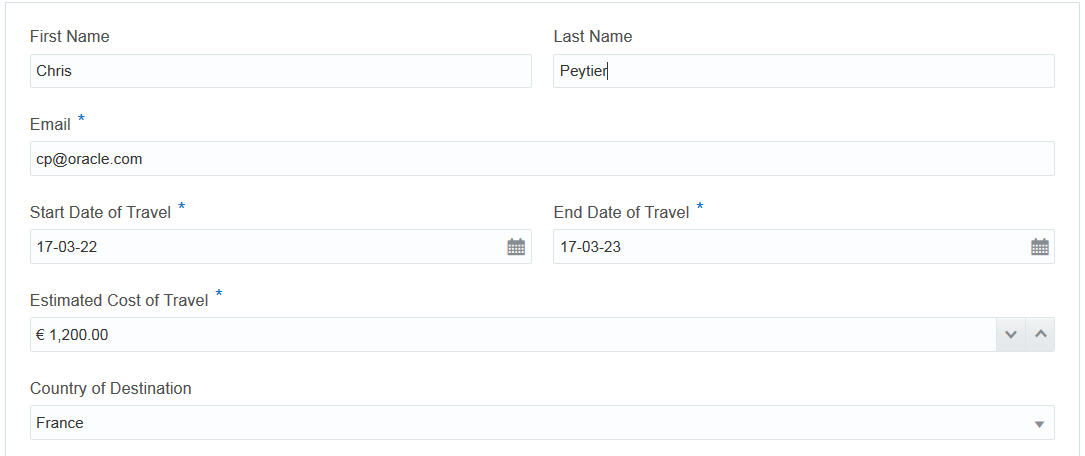 First Name Last Name
Chris Peytier
Email *
cp@oracle.com
Start Date of Travel * End Date of Travel *
17-03-22 17-03-23
Estimated Cost of Travel *
€ 1,200.00
Country of Destination
France